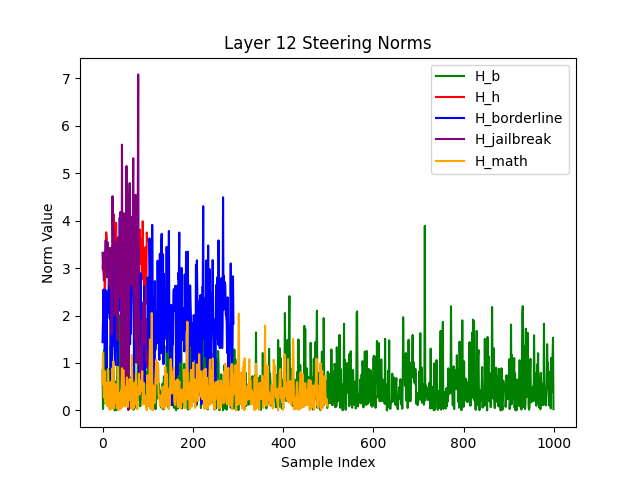 Layer 12 Steering Norms
H_b
H_h
H_borderline
H_jailbreak
H_math
Norm Value
7
6
5
4
3
2
1
0
0 200 400 600 800 1000
Sample Index